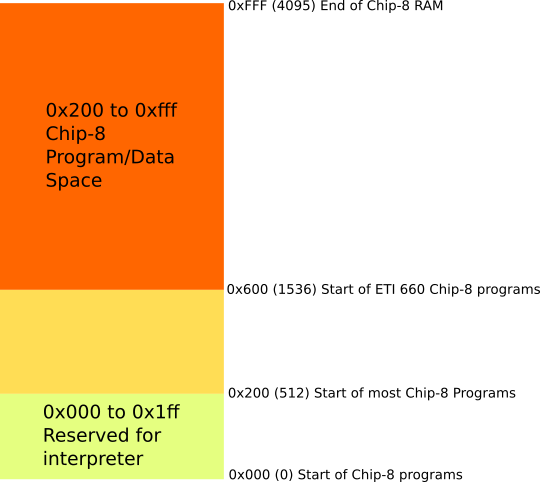 0xFFF (4095) End of Chip-8 RAM
0x200 to 0xfff
Chip-8
Program/Data
Space
0x600 (1536) Start of ETI 660 Chip-8 programs
0x200 (512) Start of most Chip-8 Programs
0x000 to 0x1ff
Reserved for
interpreter
0x000 (0) Start of Chip-8 programs